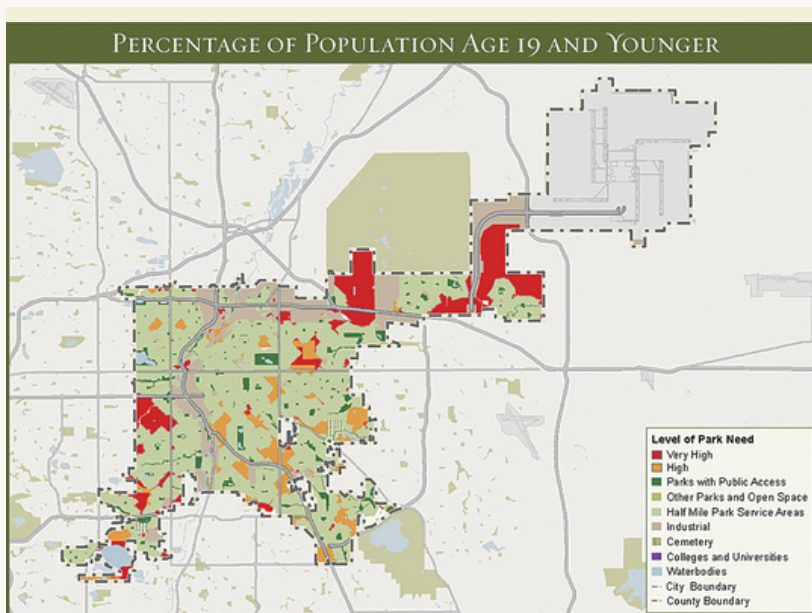 PERCENTAGE OF POPULATION AGE 19 AND YOUNGER
Level of Park Need
Very High
High
Parks with Public Access
Other Parks and Open Space
Half Mile Park Service Areas
Industrial
Cemetery
Colleges and Universities
Waterbodies
City Boundary
County Boundary